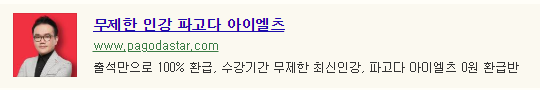 무제한 인강 파고다 아이엘츠
www.pagodastar.com
출석만으로 100% 환급, 수강기간 무제한 최신인강, 파고다 아이엘츠 0원 환급반